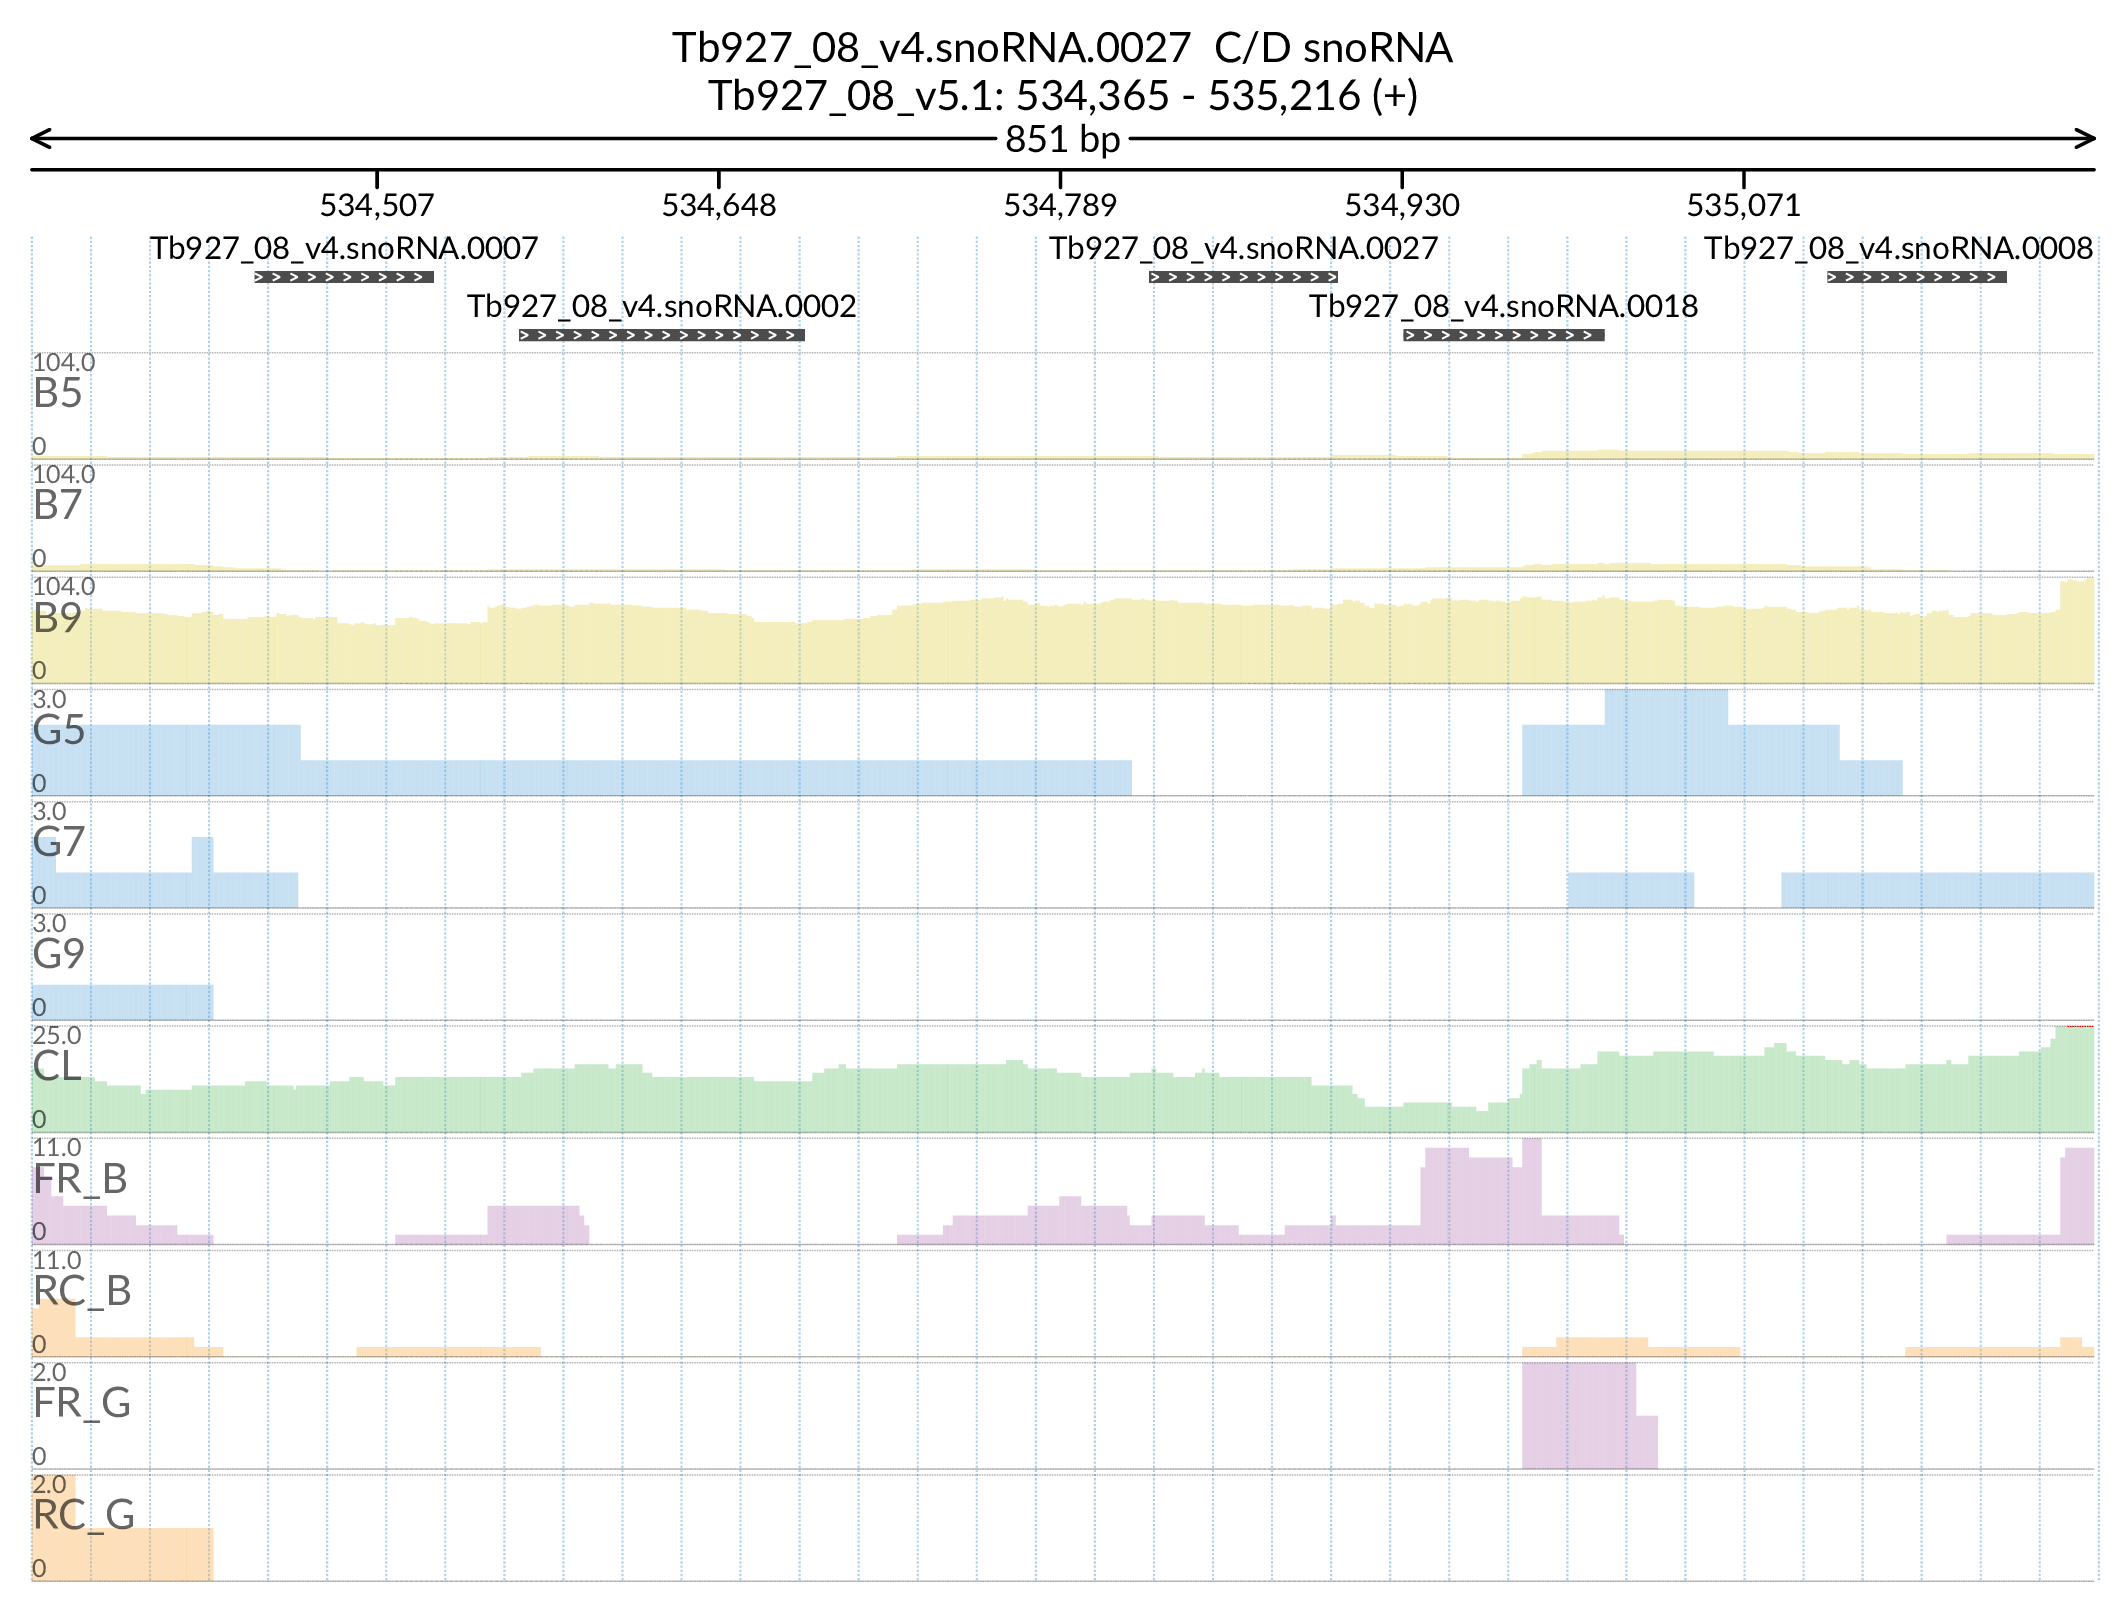 Tb927_08_v4.snoRNA.0027  C/D snoRNA
Tb927_08_v5.1: 534,365 - 535,216 (+)
851 bp
534,507 534,648 534,789 534,930 535,071
Tb927_08_v4.snoRNA.0007 Tb927_08_v4.snoRNA.0027 Tb927_08_v4.snoRNA.0008
Tb927_08_v4.snoRNA.0002 Tb927_08_v4.snoRNA.0018
104.0
B5
0
104.0
B7
0
104.0
B9
0
3.0
G5
0
3.0
G7
0
3.0
G9
0
25.0
CL
0
11.0
FR_B
0
11.0
RC_B
0
2.0
FR_G
0
2.0
RC_G
0